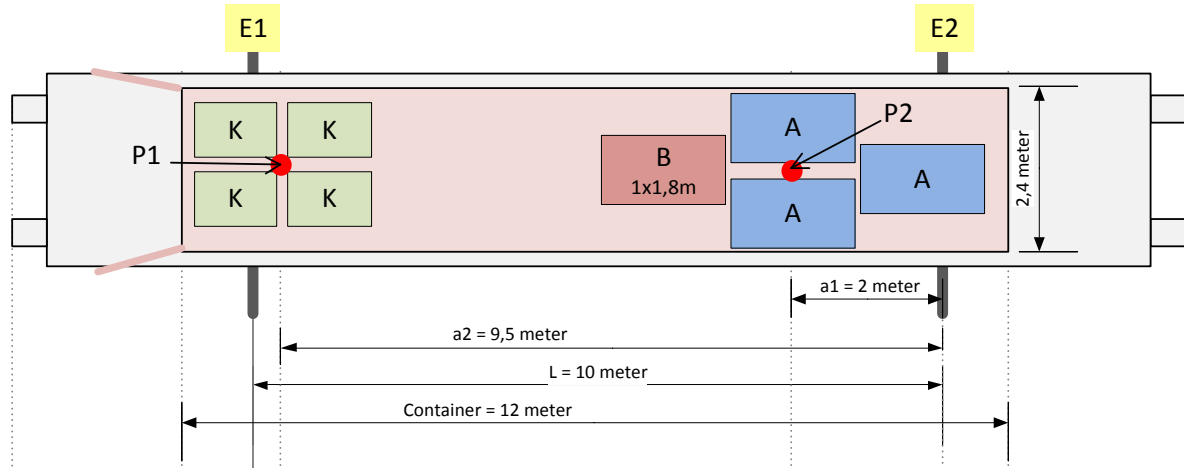 E1
E2
K
K
A
P2
P1
B
1x1,8m
A
K
K
A
2,4 meter
a1 = 2 meter
a2 = 9,5 meter
L = 10 meter
Container = 12 meter